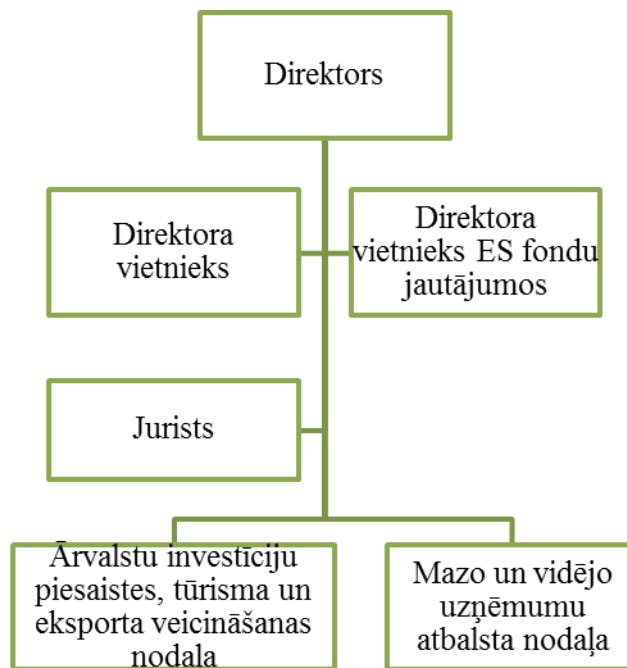 Direktors
Direktora
vietnieks
Direktora
vietnieks ES fondu
jautājumos
Jurists
Ārvalstu investīciju
piesaistes, tūrisma un
eksporta veicināšanas
nodaļa
Mazo un vidējo
uzņēmumu
atbalsta nodaļa